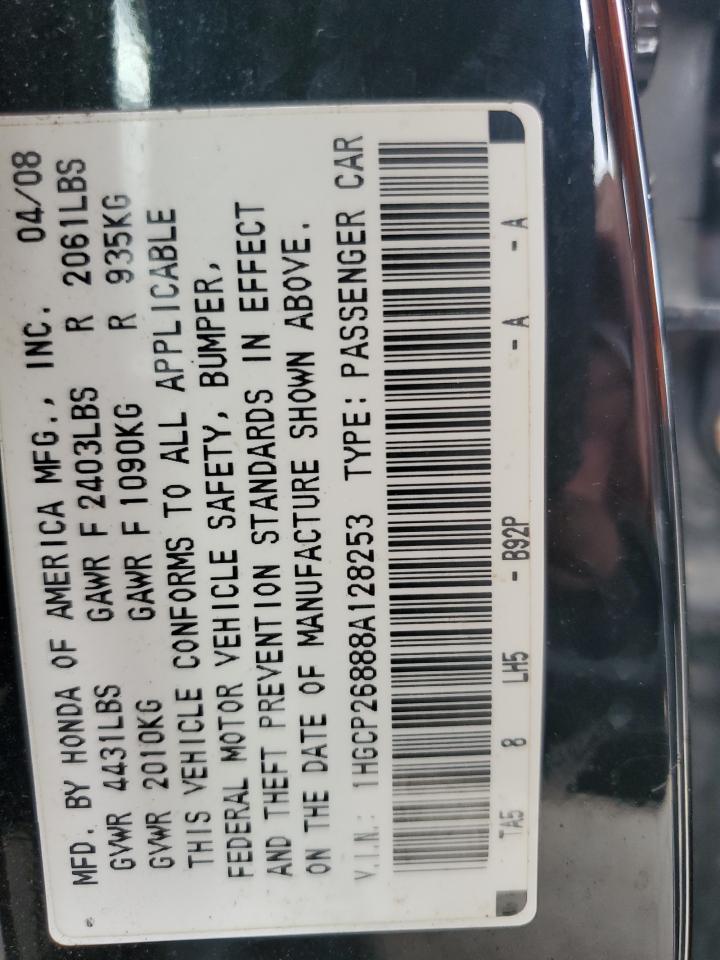 MFD. BY HONDA OF AMERICA MFG., INC. 04/08
GVWR 4431LBS GAWR F 2403LBS R 2061LBS
GVWR 2010KG GAWR F 1090KG R 935KG
THIS VEHICLE CONFORMS TO ALL APPLICABLE
FEDERAL MOTOR VEHICLE SAFETY, BUMPER,
AND THEFT PREVENTION STANDARDS IN EFFECT
ON THE DATE OF MANUFACTURE SHOWN ABOVE.
V.I.N.: 1HGCP26888A128253 TYPE: PASSENGER CAR
TA5 8 LH5 - B92P - A - A